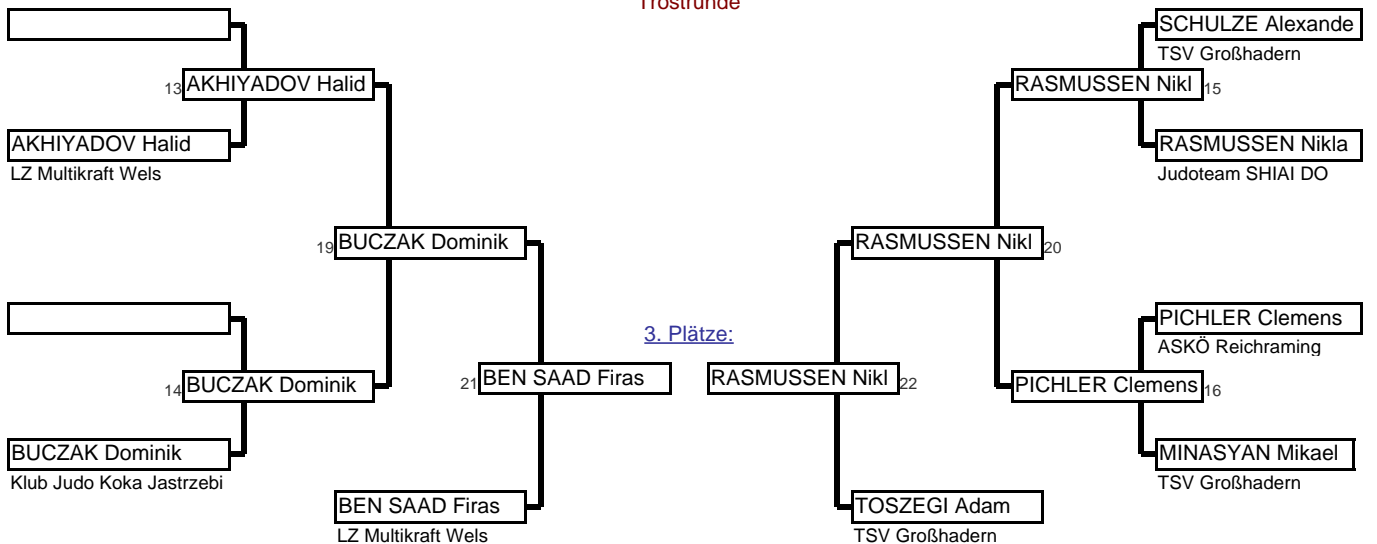 Trostrunde
SCHULZE Alexande
TSV Großhadern
13 AKHIYADOV Halid
RASMUSSEN Nikl 15
AKHIYADOV Halid
LZ Multikraft Wels
RASMUSSEN Nikla
Judoteam SHIAI DO
19 BUCZAK Dominik
RASMUSSEN Nikl 20
3. Plätze:
PICHLER Clemens
ASKÖ Reichraming
14 BUCZAK Dominik
21 BEN SAAD Firas
RASMUSSEN Nikl 22
PICHLER Clemens 16
BUCZAK Dominik
Klub Judo Koka Jastrzebi
MINASYAN Mikael
TSV Großhadern
BEN SAAD Firas
LZ Multikraft Wels
TOSZEGI Adam
TSV Großhadern